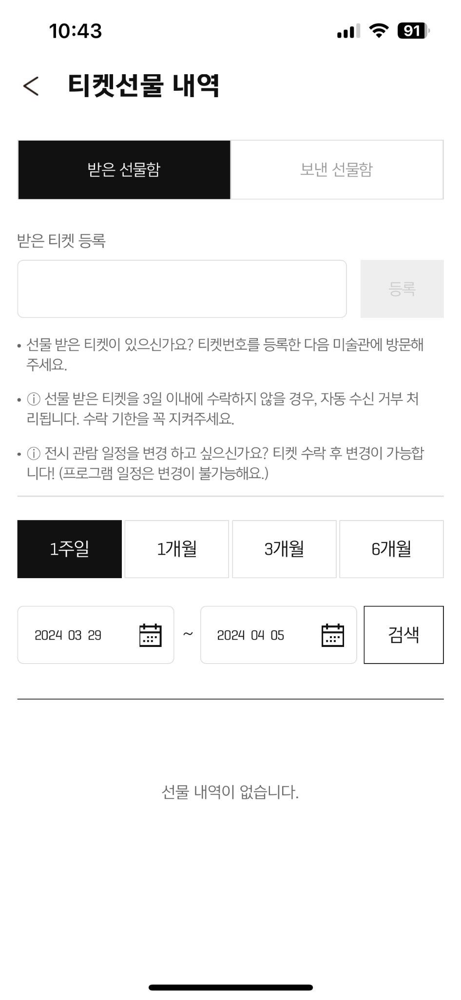 10:43
91
티켓선물 내역
받은 선물함
보낸 선물함
받은 티켓 등록
등록
• 선물 받은 티켓이 있으신가요? 티켓번호를 등록한 다음 미술관에 방문해
주세요.
• ⓘ 선물 받은 티켓을 3일 이내에 수락하지 않을 경우, 자동 수신 거부 처
리됩니다. 수락 기한을 꼭 지켜주세요.
• ⓘ 전시 관람 일정을 변경 하고 싶으신가요? 티켓 수락 후 변경이 가능합
니다! (프로그램 일정은 변경이 불가능해요.)
1주일
1개월
3개월
6개월
2024 03 29
~
2024 04 05
검색
선물 내역이 없습니다.